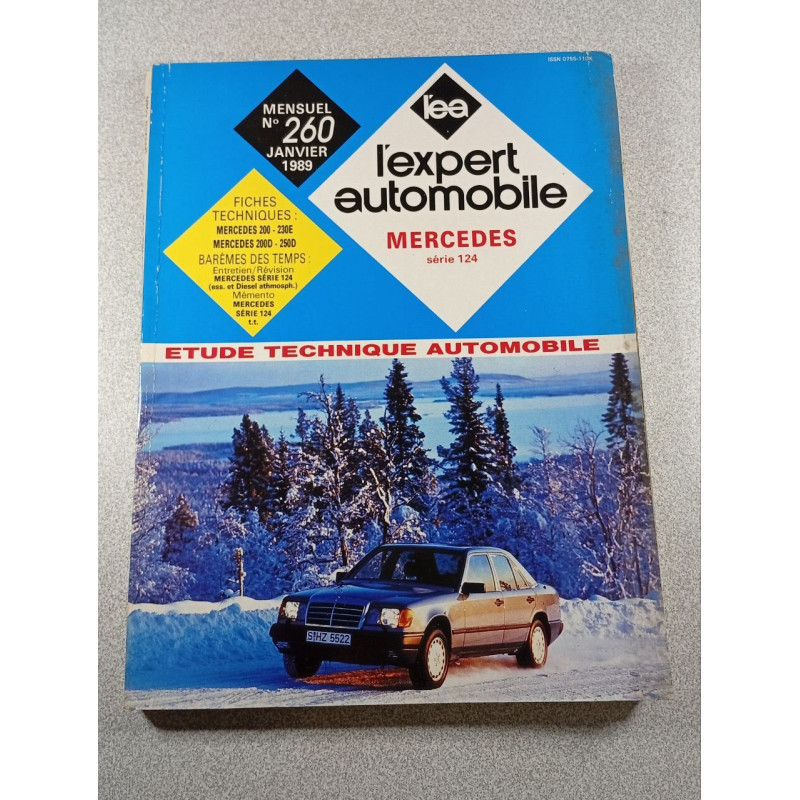 ISSN 0755-110X
MENSUEL
N° 260
JANVIER
1989
l'ea
l'expert
automobile
MERCEDES
série 124
FICHES
TECHNIQUES :
MERCEDES 200 - 230E
MERCEDES 200D - 250D
BARÊMES DES TEMPS :
Entretien/Révision
MERCEDES SÉRIE 124
(ess. et Diesel athmosph.)
Mémento
MERCEDES
SÉRIE 124
t.t.
ETUDE TECHNIQUE AUTOMOBILE
S HZ 5522